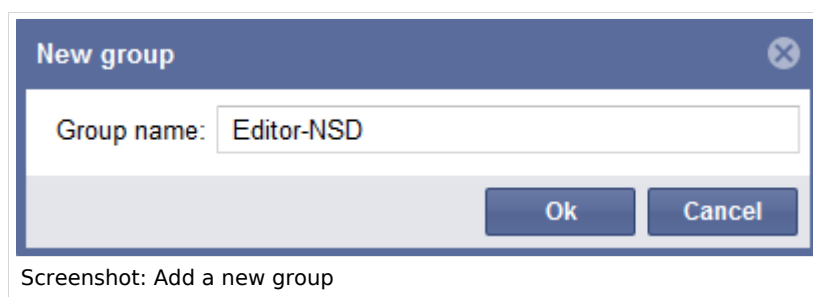 New group
Group name: Editor-NSD
Ok Cancel
Screenshot: Add a new group